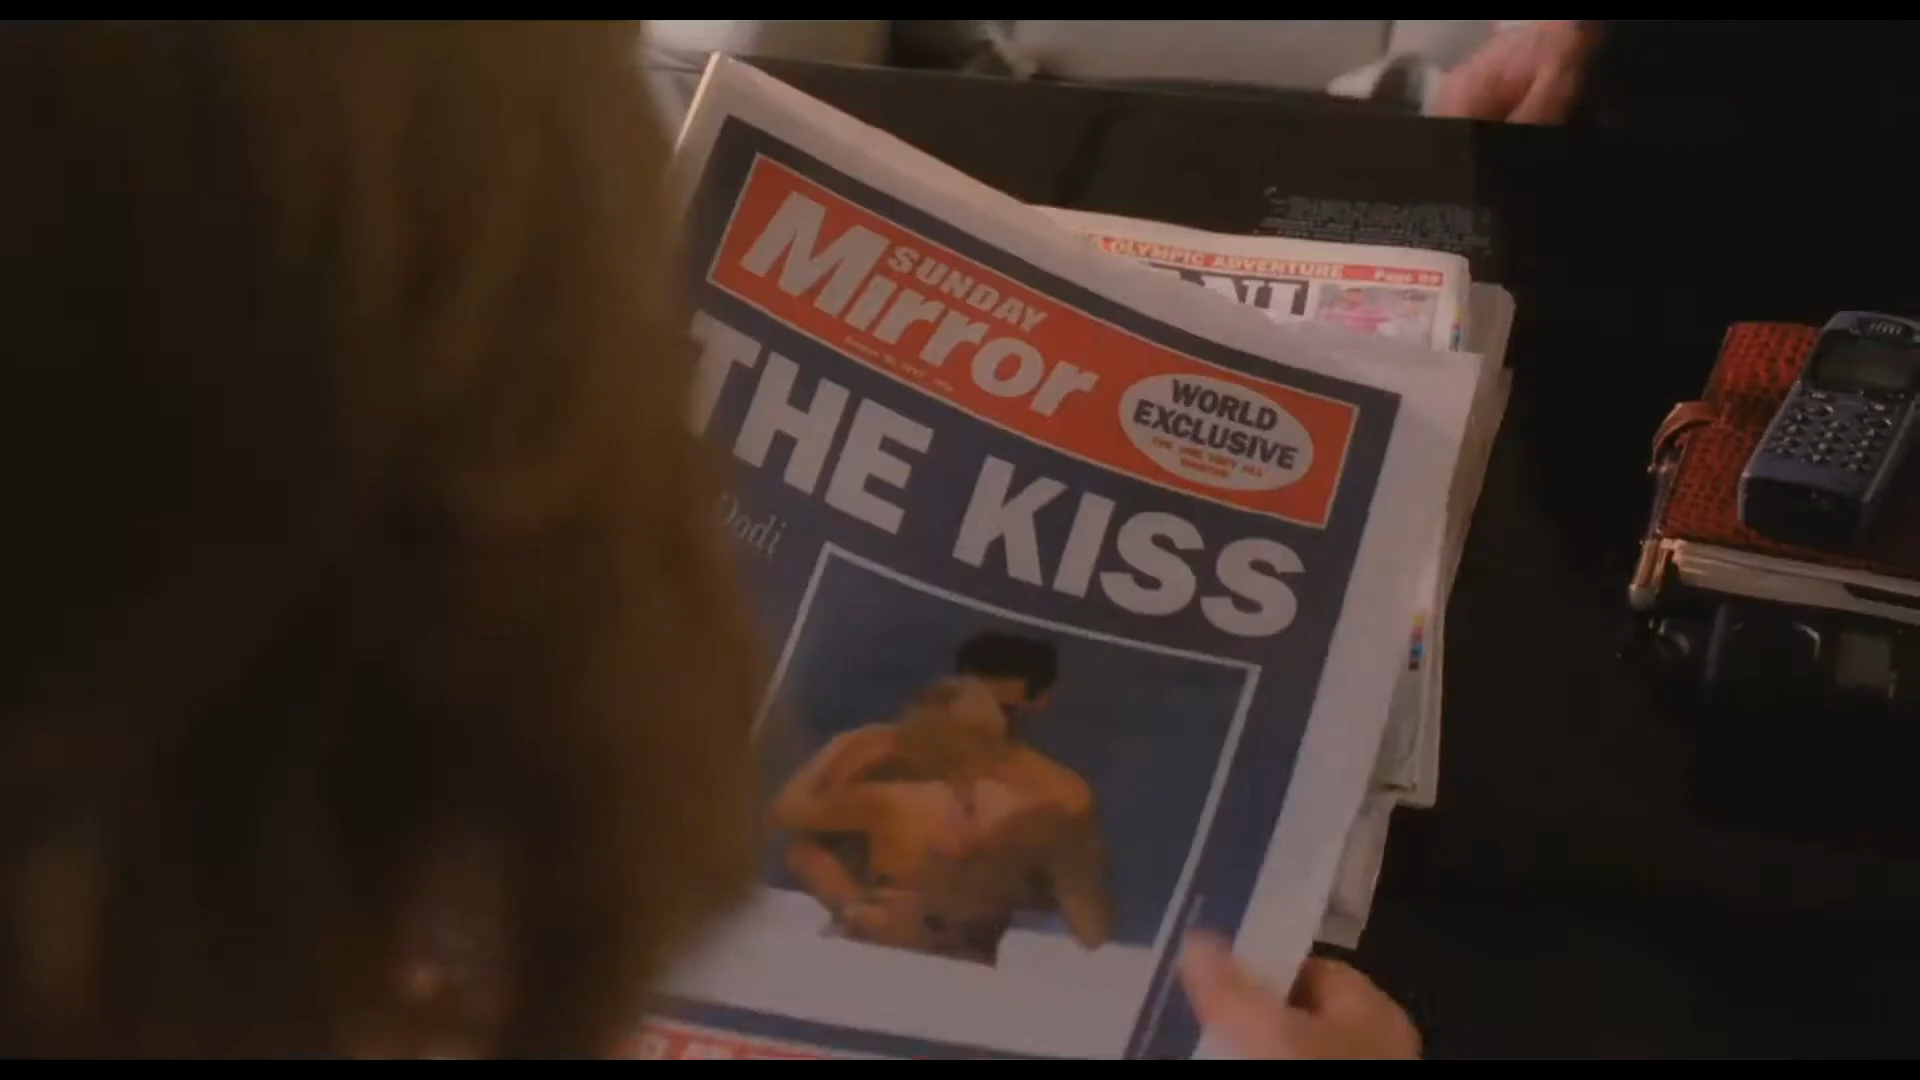 SUNDAY
Mirror
WORLD
EXCLUSIVE
THE KISS
Dodi
OLYMPIC ADVENTURE